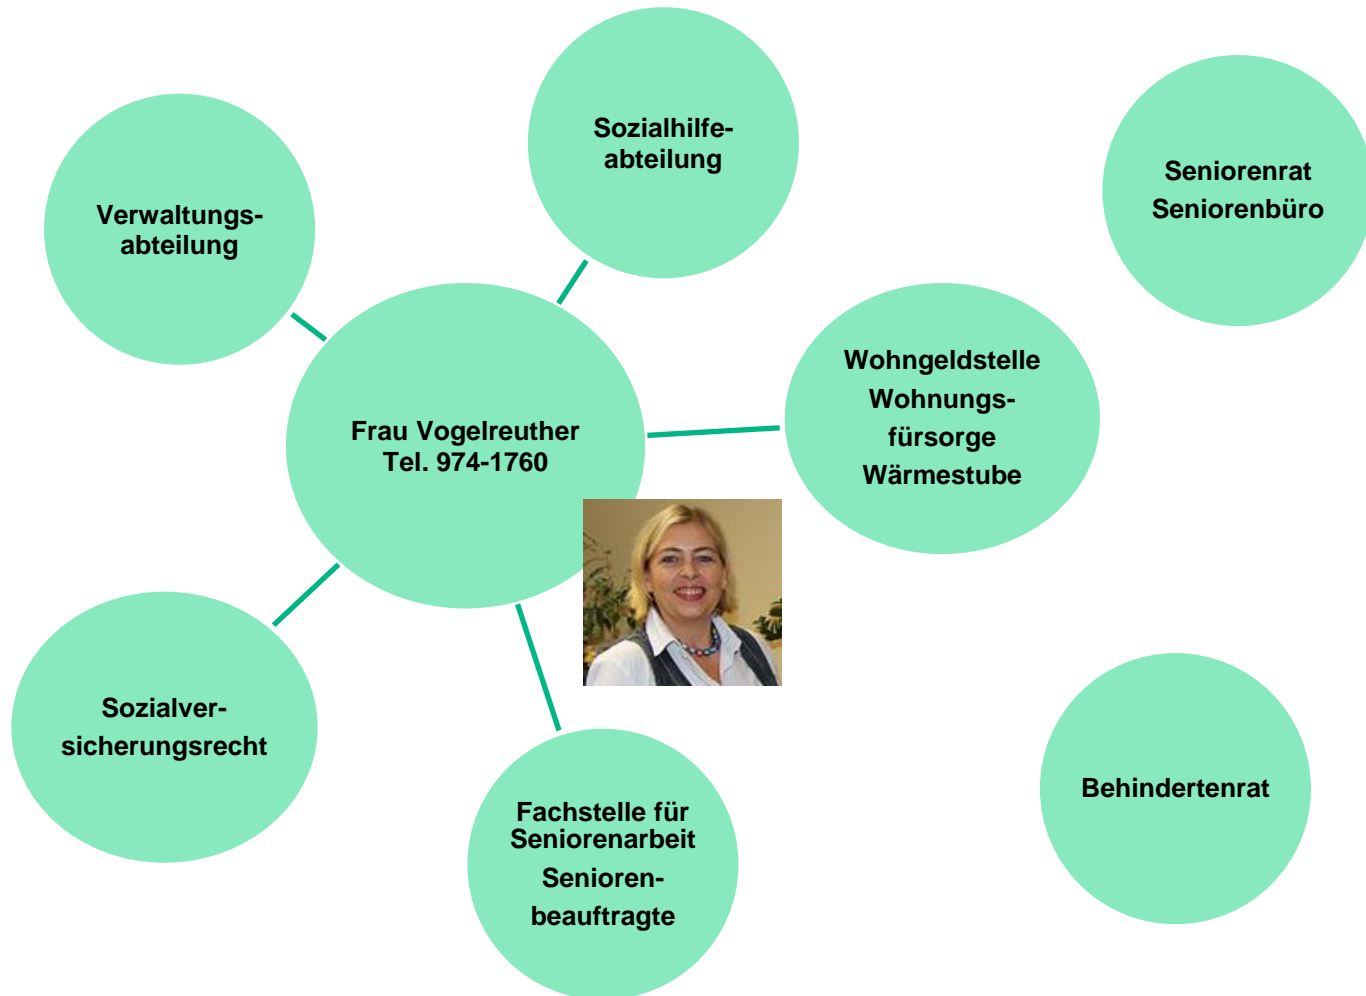 Sozialhilfe-
abteilung
Seniorenrat
Seniorenbüro
Verwaltungs-
abteilung
Wohngeldstelle
Wohnungs-
fürsorge
Wärmestube
Frau Vogelreuther
Tel. 974-1760
Sozialver-
sicherungsrecht
Behindertenrat
Fachstelle für
Seniorenarbeit
Senioren-
beauftragte